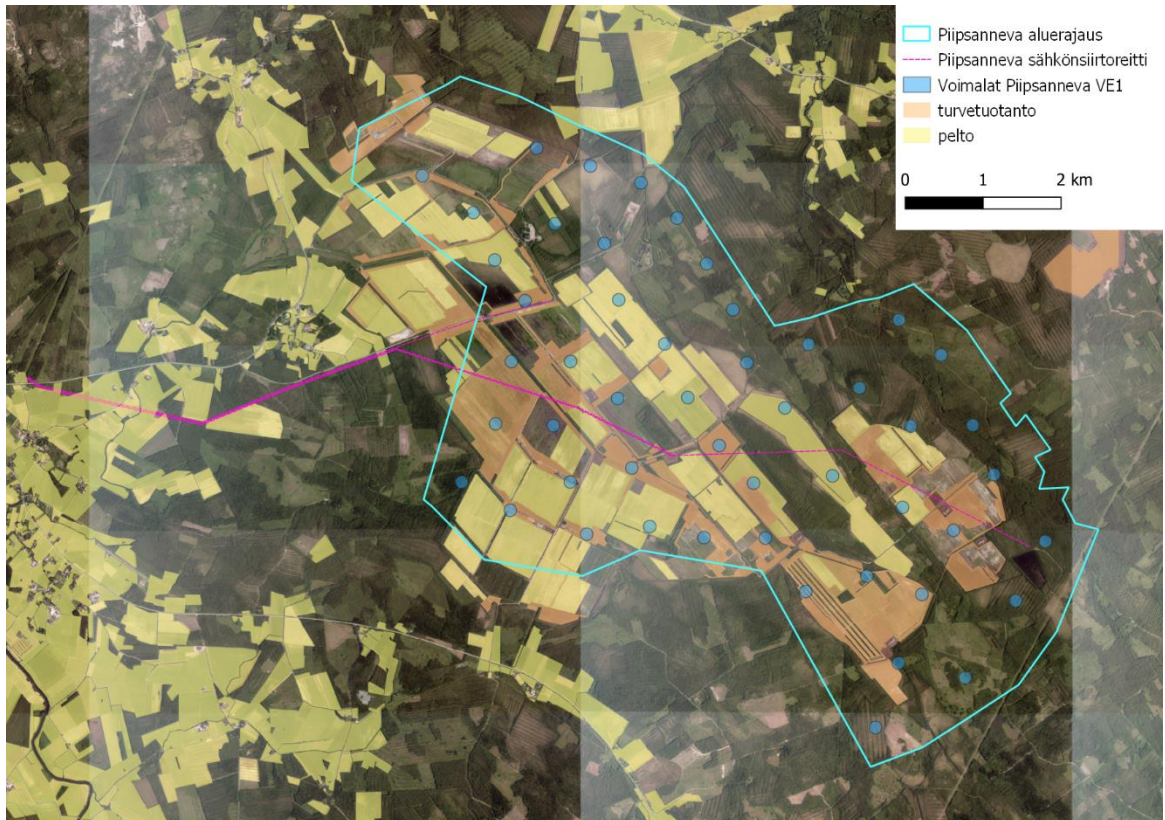 Piipsanneva aluerajaus
Piipsanneva sähkönsiirtoreitti
Voimalat Piipsanneva VE1
turvetuotanto
pelto
0 1 2 km